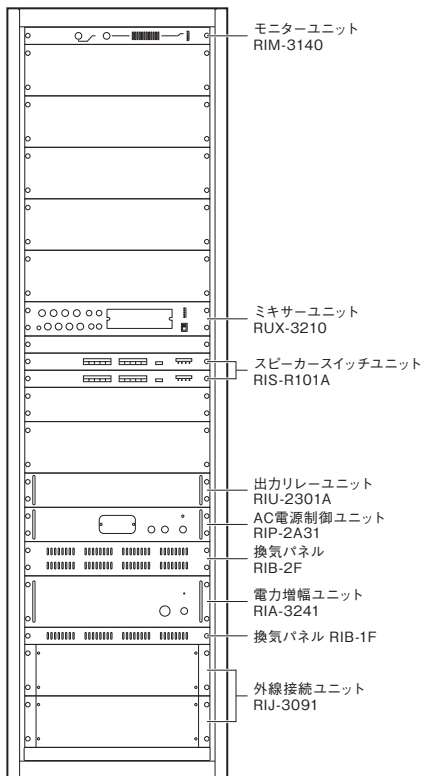 モニターユニット
RIM-3140
ミキサーユニット
RUX-3210
スピーカースイッチユニット
RIS-R101A
出力リレーユニット
RIU-2301A
AC電源制御ユニット
RIP-2A31
換気パネル
RIB-2F
電力増幅ユニット
RIA-3241
換気パネル RIB-1F
外線接続ユニット
RIJ-3091